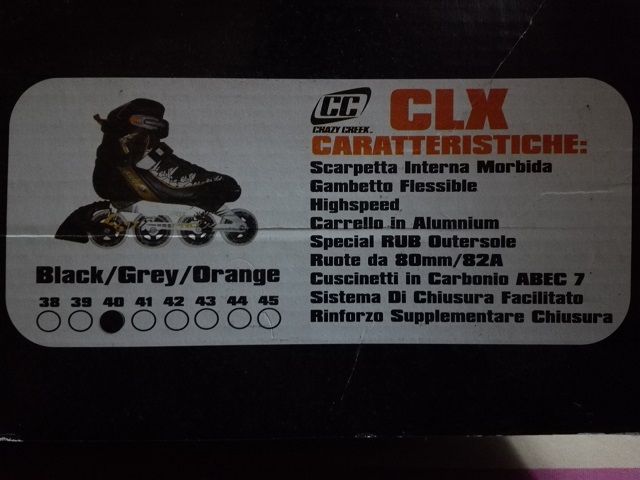 CC
CRAZY CREEK
CLX
CARATTERISTICHE:
Scarpetta Interna Morbida
Gambetto Flessible
Highspeed
Carrello in Alumnium
Special RUB Outersole
Ruote da 80mm/82A
Cuscinetti in Carbonio ABEC 7
Sistema Di Chiusura Facilitato
Rinforzo Supplementare Chiusura
Black/Grey/Orange
38 39 40 41 42 43 44 45